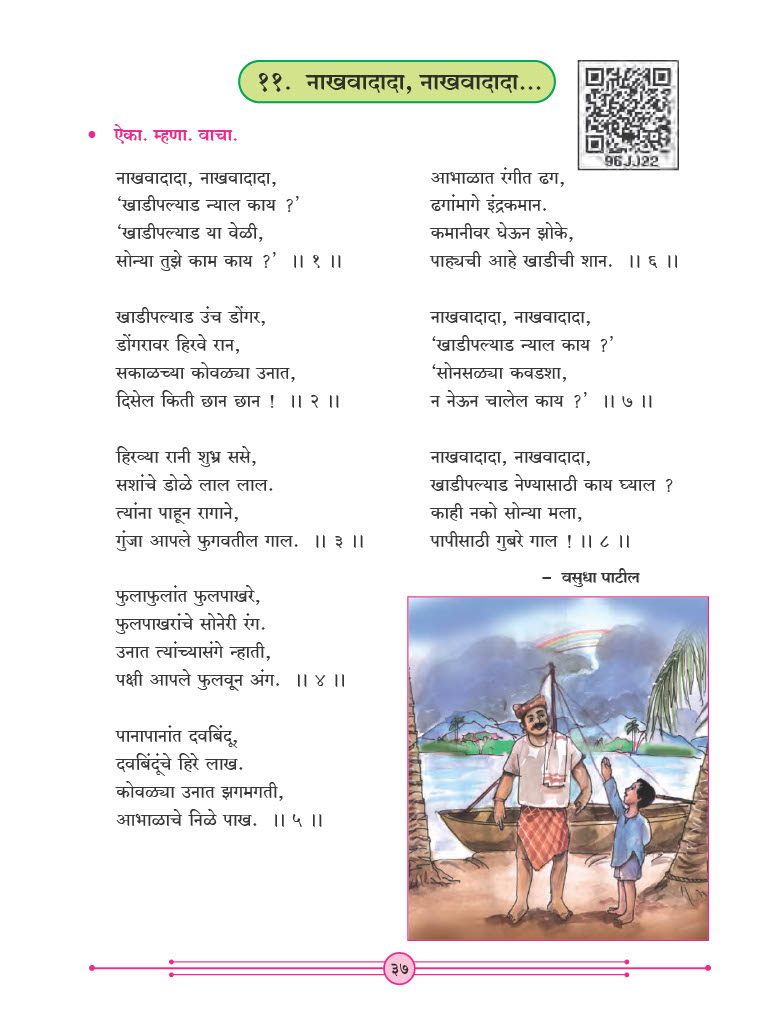 ११. नाखवादादा, नाखवादादा...
96JJ22
• ऐका. म्हणा. वाचा.
नाखवादादा, नाखवादादा,
‘खाडीपल्याड न्याल काय ?’
‘खाडीपल्याड या वेळी,
सोन्या तुझे काम काय ?’ ।। १ ।।
खाडीपल्याड उंच डोंगर,
डोंगरावर हिरवे रान,
सकाळच्या कोवळ्या उनात,
दिसेल किती छान छान ! ।। २ ।।
हिरव्या रानी शुभ्र ससे,
सशांचे डोळे लाल लाल.
त्यांना पाहून रागाने,
गुंजा आपले फुगवतील गाल. ।। ३ ।।
फुलाफुलांत फुलपाखरे,
फुलपाखरांचे सोनेरी रंग.
उनात त्यांच्यासंगे न्हाती,
पक्षी आपले फुलवून अंग. ।। ४ ।।
पानापानांत दवबिंदू,
दवबिंदूंचे हिरे लाख.
कोवळ्या उनात झगमगती,
आभाळाचे निळे पाख. ।। ५ ।।
आभाळात रंगीत ढग,
ढगांमागे इंद्रकमान.
कमानीवर घेऊन झोके,
पाह्यची आहे खाडीची शान. ।। ६ ।।
नाखवादादा, नाखवादादा,
‘खाडीपल्याड न्याल काय ?’
‘सोनसळ्या कवडशा,
न नेऊन चालेल काय ?’ ।। ७ ।।
नाखवादादा, नाखवादादा,
खाडीपल्याड नेण्यासाठी काय घ्याल ?
काही नको सोन्या मला,
पापीसाठी गुबरे गाल ! ।। ८ ।।
– वसुधा पाटील
३७